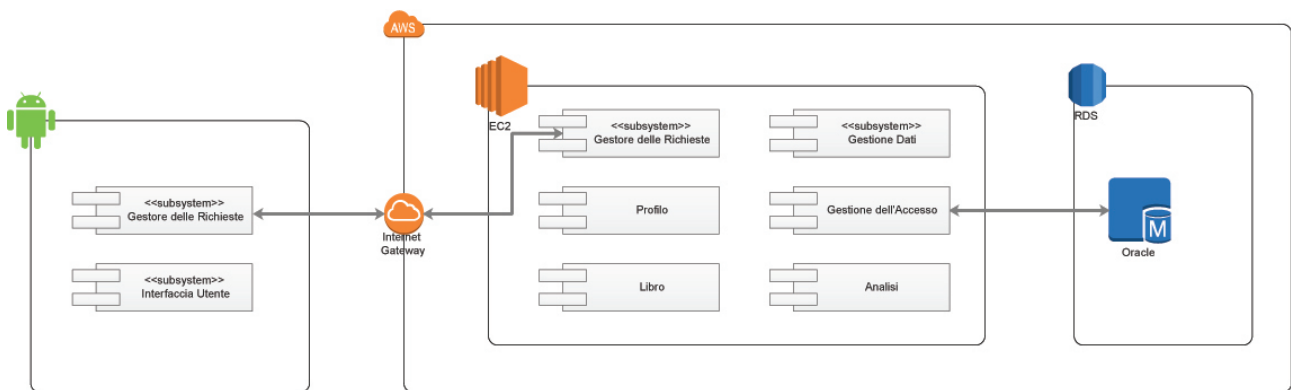 AWS
EC2
RDS
<<subsystem>>
Gestore delle Richieste
<<subsystem>>
Interfaccia Utente
Internet
Gateway
<<subsystem>>
Gestore delle Richieste
<<subsystem>>
Gestione Dati
Profilo
Gestione dell'Accesso
Libro
Analisi
M
Oracle